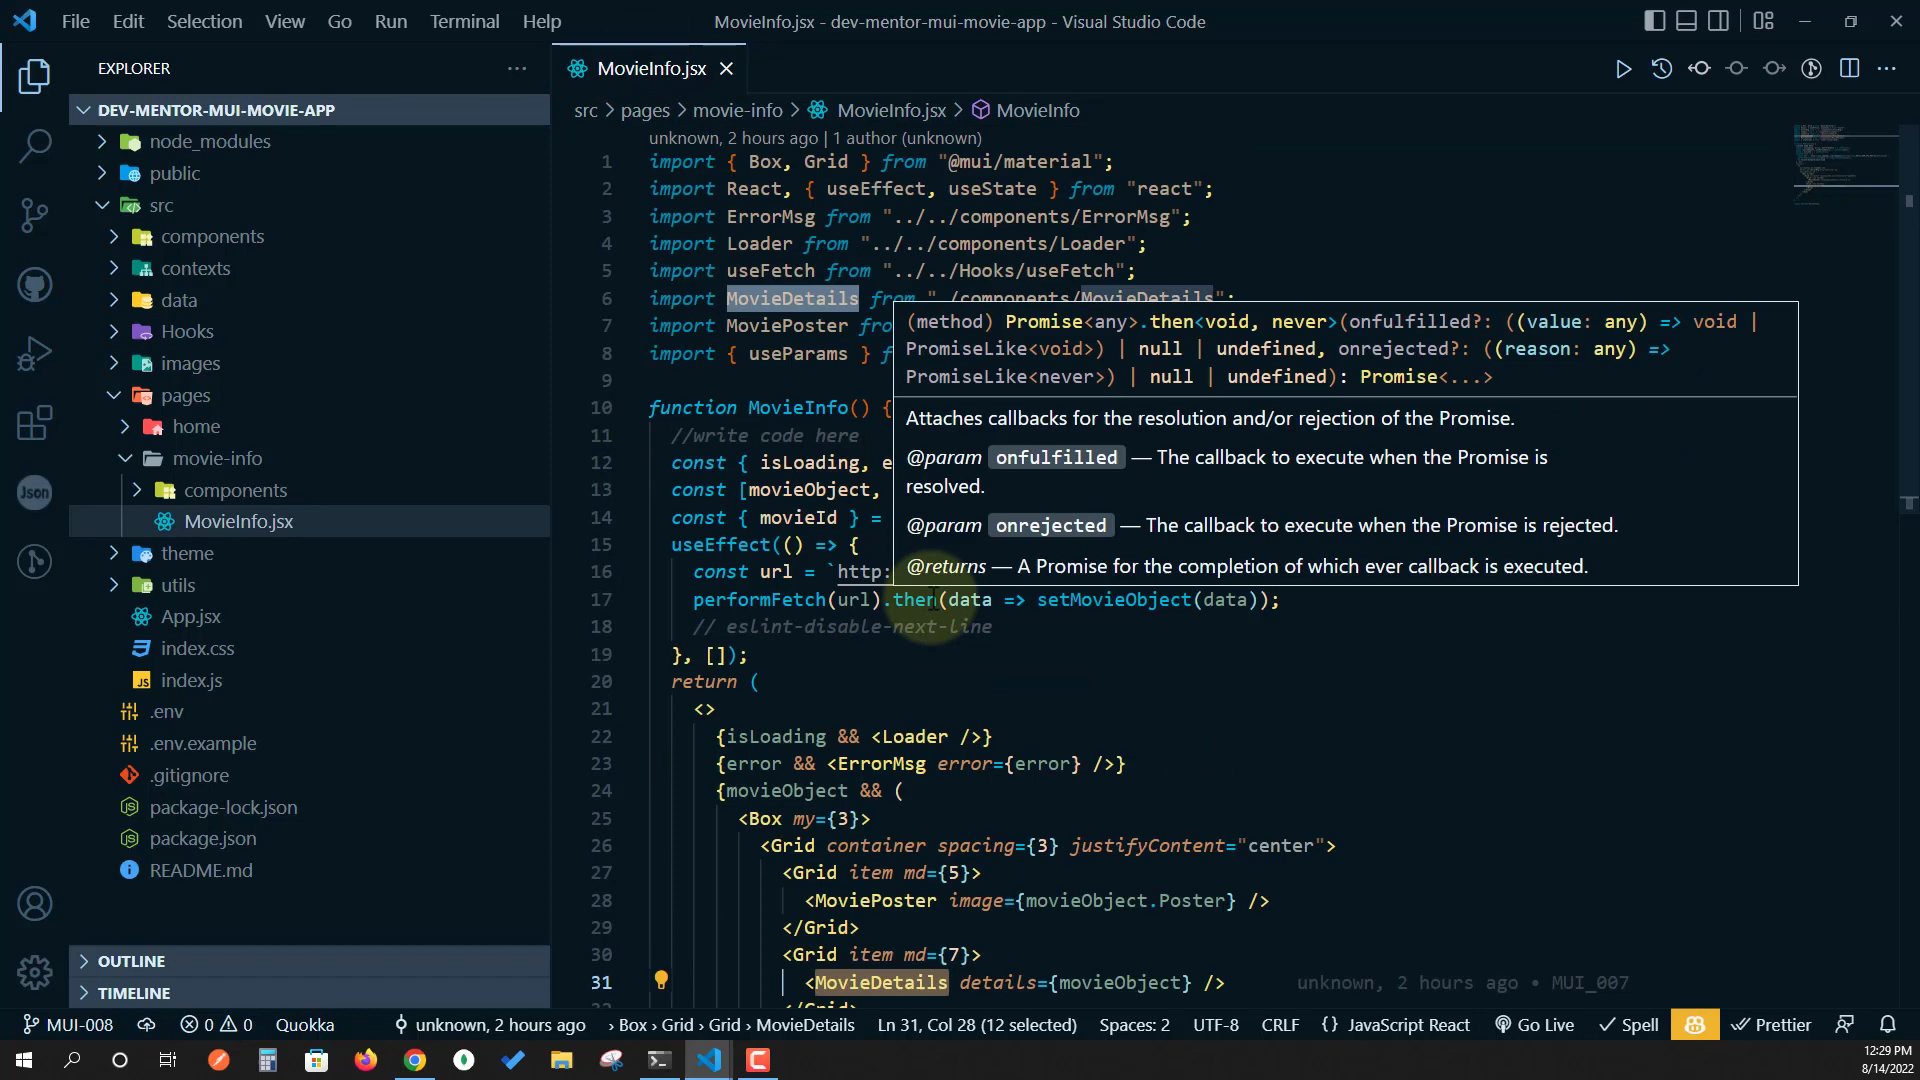 File Edit Selection View Go Run Terminal Help
MovieInfo.jsx - dev-mentor-mui-movie-app - Visual Studio Code
EXPLORER
DEV-MENTOR-MUI-MOVIE-APP
node_modules
public
src
components
contexts
data
Hooks
images
pages
home
movie-info
components
MovieInfo.jsx
theme
utils
App.jsx
index.css
index.js
.env
.env.example
.gitignore
package-lock.json
package.json
README.md
OUTLINE
TIMELINE
Json
MovieInfo.jsx
src > pages > movie-info > MovieInfo.jsx > MovieInfo
unknown, 2 hours ago | 1 author (unknown)
1 import { Box, Grid } from "@mui/material";
2 import React, { useEffect, useState } from "react";
3 import ErrorMsg from "../../components/ErrorMsg";
4 import Loader from "../../components/Loader";
5 import useFetch from "../../Hooks/useFetch";
6 import MovieDetails from "./components/MovieDetails";
7 import MoviePoster fro
8 import { useParams } f
9
10 function MovieInfo() {
11 //write code here
12 const { isLoading, e
13 const [movieObject,
14 const { movieId } =
15 useEffect(() => {
16 const url = `http:
17 performFetch(url).then(data => setMovieObject(data));
18 // eslint-disable-next-line
19 }, []);
20 return (
21 <>
22 {isLoading && <Loader />}
23 {error && <ErrorMsg error={error} />}
24 {movieObject && (
25 <Box my={3}>
26 <Grid container spacing={3} justifyContent="center">
27 <Grid item md={5}>
28 <MoviePoster image={movieObject.Poster} />
29 </Grid>
30 <Grid item md={7}>
31 <MovieDetails details={movieObject} /> unknown, 2 hours ago • MUI_007
(method) Promise<any>.then<void, never>(onfulfilled?: ((value: any) => void |
PromiseLike<void>) | null | undefined, onrejected?: ((reason: any) =>
PromiseLike<never>) | null | undefined): Promise<...>
Attaches callbacks for the resolution and/or rejection of the Promise.
@param onfulfilled — The callback to execute when the Promise is
resolved.
@param onrejected — The callback to execute when the Promise is rejected.
@returns — A Promise for the completion of which ever callback is executed.
MUI-008 0 0 Quokka unknown, 2 hours ago › Box › Grid › Grid › MovieDetails Ln 31, Col 28 (12 selected) Spaces: 2 UTF-8 CRLF {} JavaScript React Go Live Spell Prettier
12:29 PM
8/14/2022